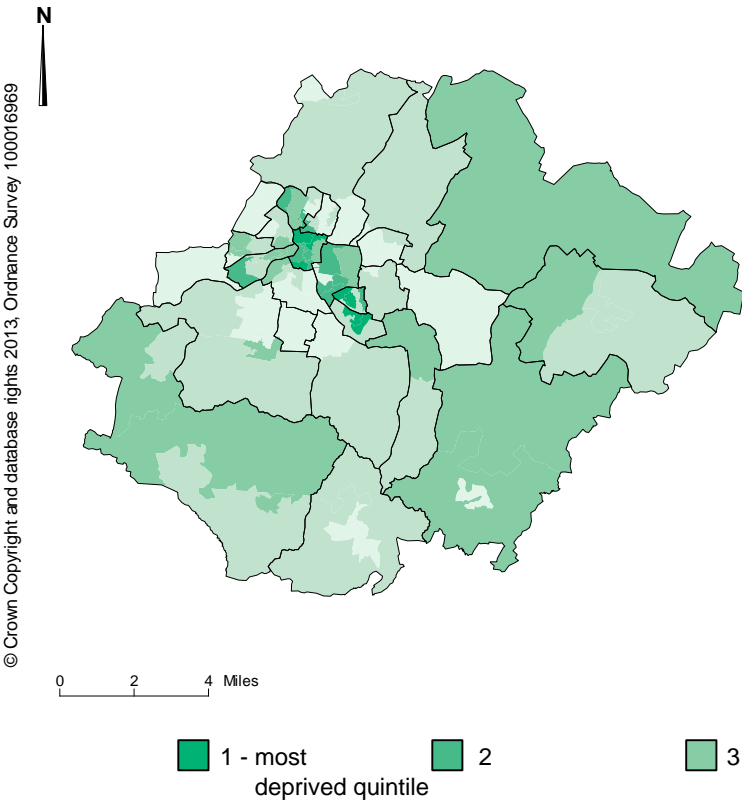 N
© Crown Copyright and database rights 2013, Ordnance Survey 100016969
0 2 4 Miles
1 - most
deprived quintile
2
3